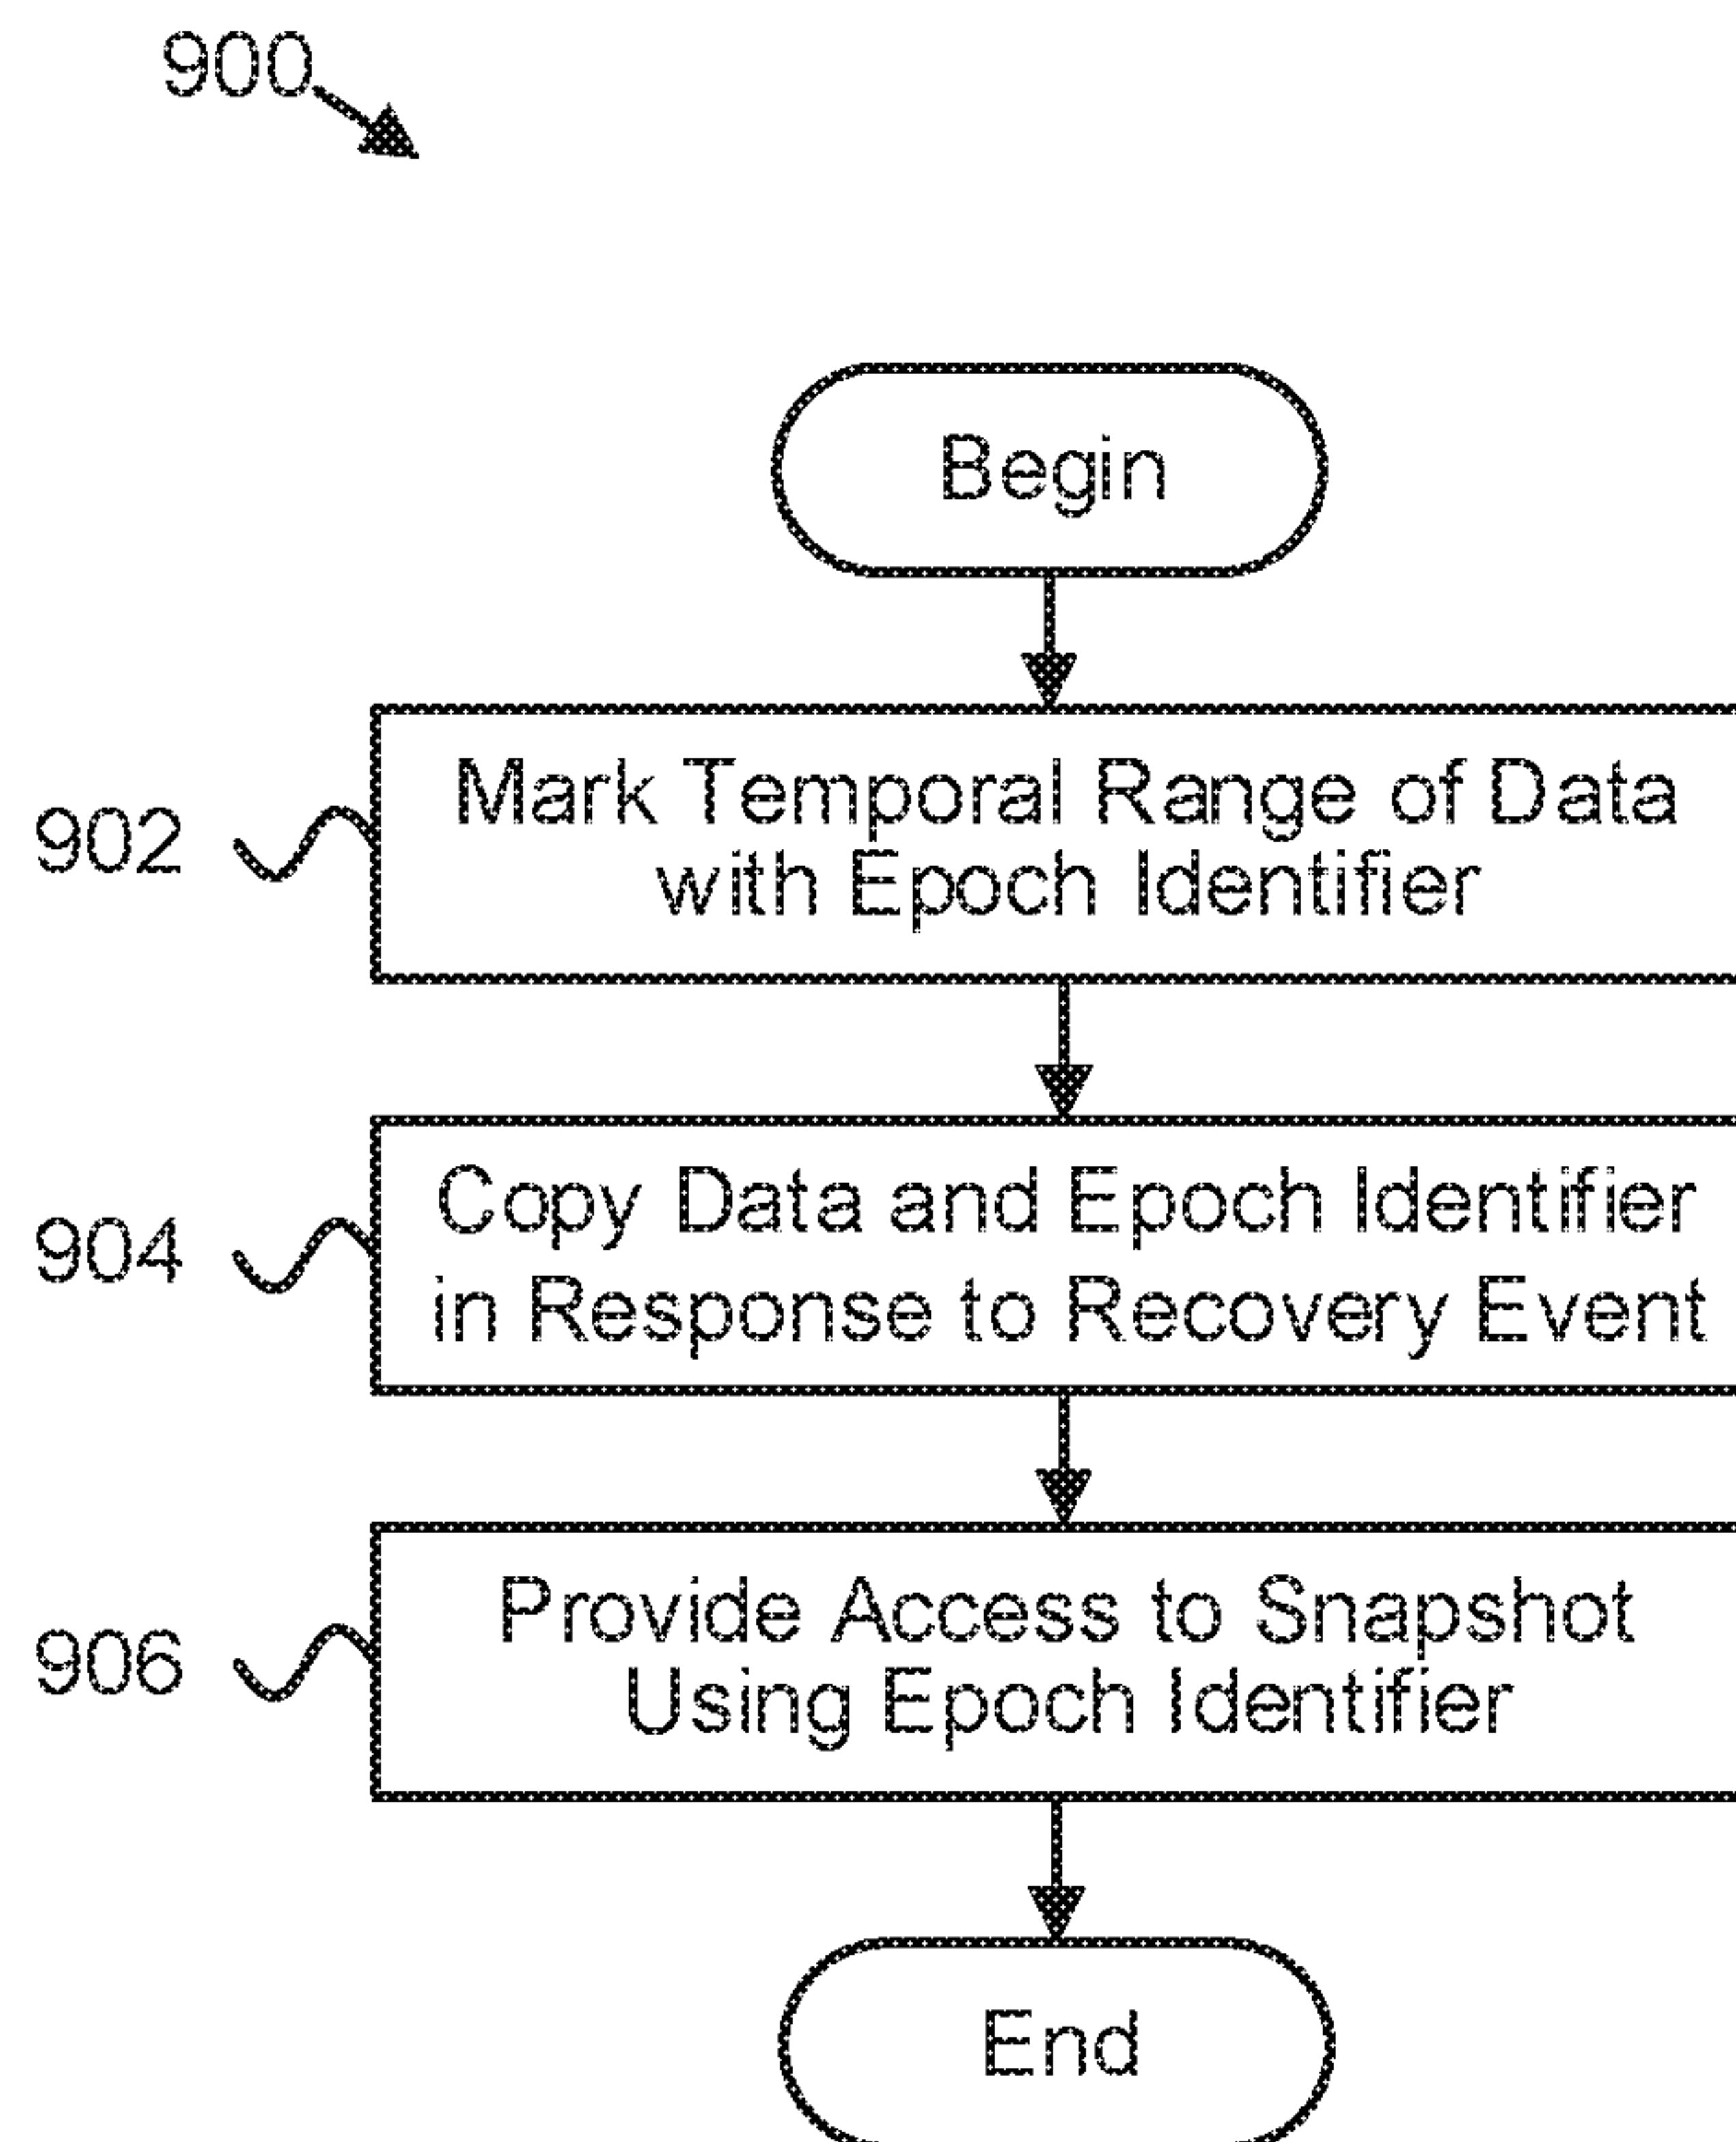 900
Begin
902
Mark Temporal Range of Data
with Epoch Identifier
904
Copy Data and Epoch Identifier
in Response to Recovery Event
906
Provide Access to Snapshot
Using Epoch Identifier
End